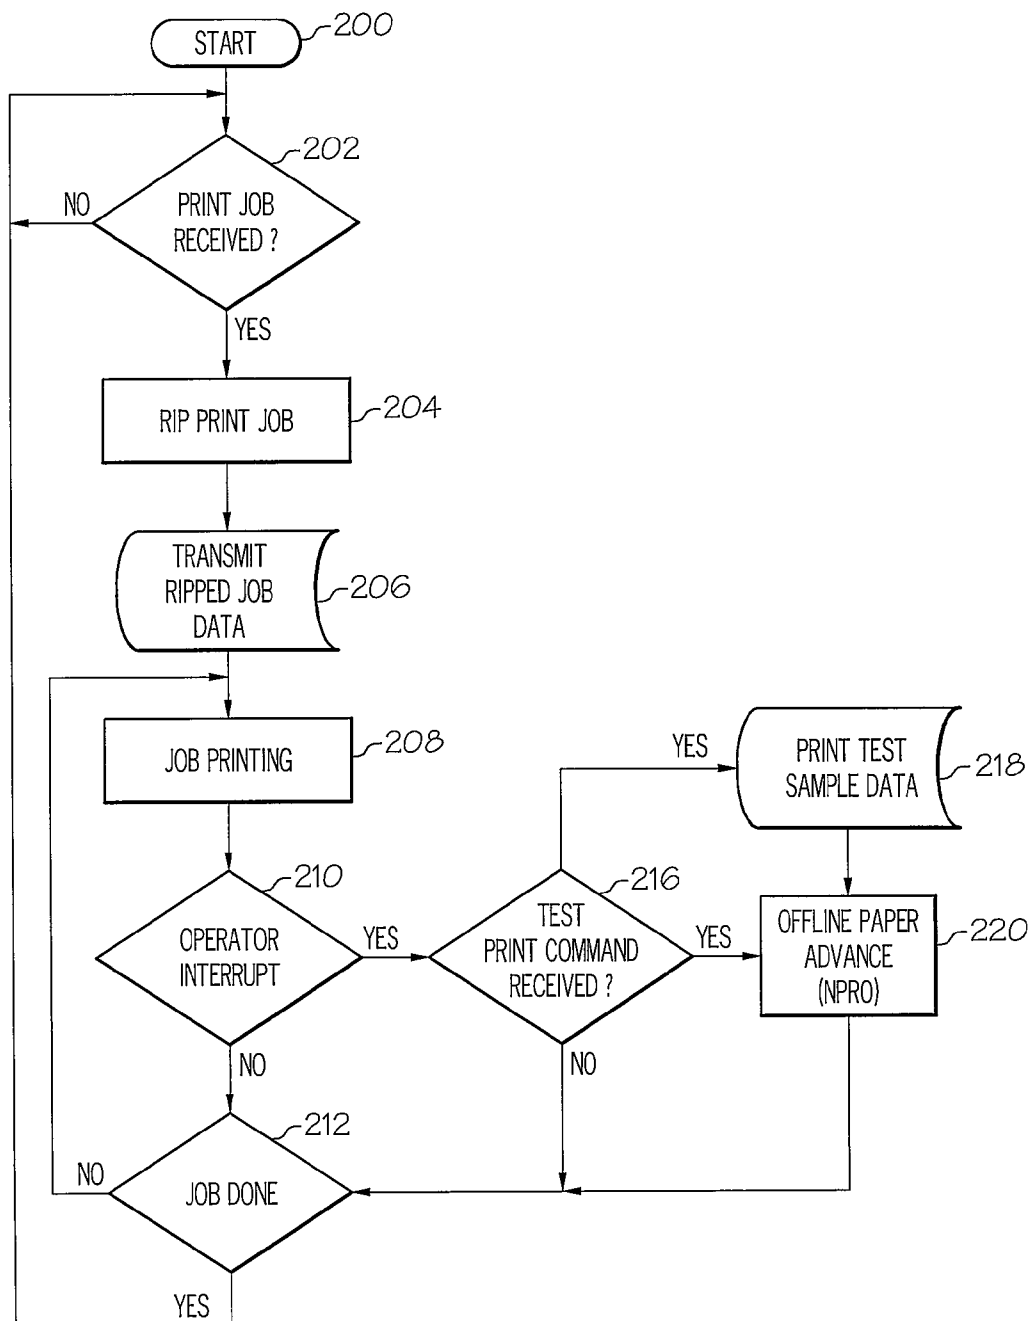 START
200
202
NO
PRINT JOB
RECEIVED ?
YES
RIP PRINT JOB
204
TRANSMIT
RIPPED JOB
DATA
206
JOB PRINTING
208
YES
PRINT TEST
SAMPLE DATA
218
210
OPERATOR
INTERRUPT
YES
216
TEST
PRINT COMMAND
RECEIVED ?
YES
OFFLINE PAPER
ADVANCE
(NPRO)
220
NO
NO
212
NO
JOB DONE
YES